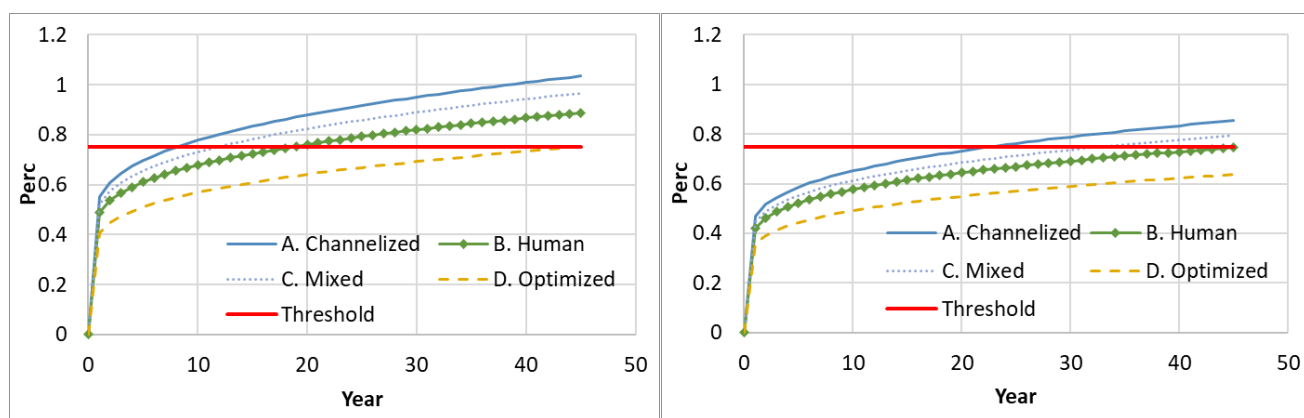 1.2
1
0.8
0.6
0.4
0.2
0
Perc
A. Channelized B. Human
C. Mixed D. Optimized
Threshold
0 10 20 30 40 50
Year
1.2
1
0.8
0.6
0.4
0.2
0
Perc
A. Channelized B. Human
C. Mixed D. Optimized
Threshold
0 10 20 30 40 50
Year